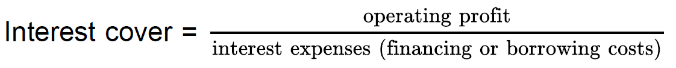 Interest cover = operating profit
interest expenses (financing or borrowing costs)